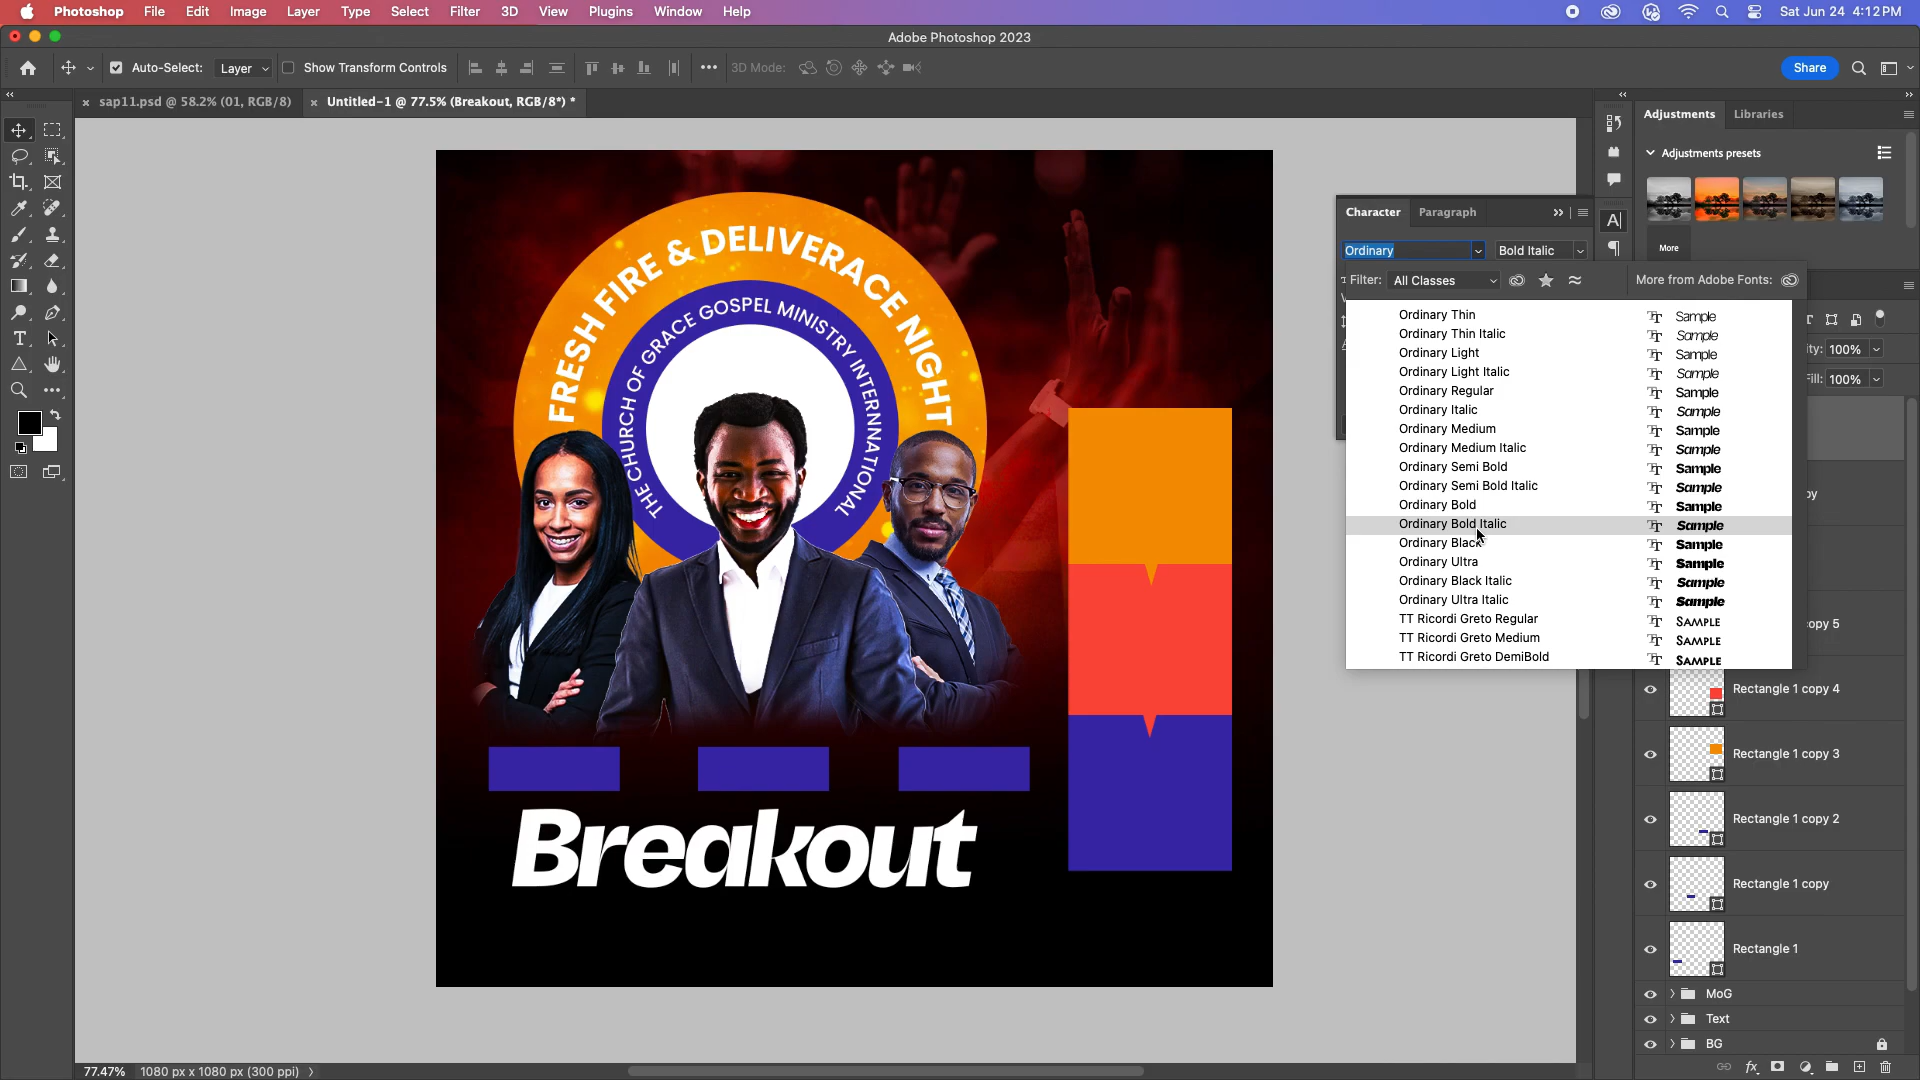 Photoshop File Edit Image Layer Type Select Filter 3D View Plugins Window Help Sat Jun 24 4:12 PM
Adobe Photoshop 2023
Auto-Select: Layer Show Transform Controls 3D Mode: Share
sap11.psd @ 58.2% (01, RGB/8) Untitled-1 @ 77.5% (Breakout, RGB/8*) *
Adjustments Libraries
Adjustments presets
More
Character Paragraph
Ordinary Bold Italic
Filter: All Classes More from Adobe Fonts:
Ordinary Thin Sample
Ordinary Thin Italic Sample
Ordinary Light Sample
Ordinary Light Italic Sample
Ordinary Regular Sample
Ordinary Italic Sample
Ordinary Medium Sample
Ordinary Medium Italic Sample
Ordinary Semi Bold Sample
Ordinary Semi Bold Italic Sample
Ordinary Bold Sample
Ordinary Bold Italic Sample
Ordinary Black Sample
Ordinary Ultra Sample
Ordinary Black Italic Sample
Ordinary Ultra Italic Sample
TT Ricordi Greto Regular SAMPLE
TT Ricordi Greto Medium SAMPLE
TT Ricordi Greto DemiBold SAMPLE
100%
Fill: 100%
opy 5
Rectangle 1 copy 4
Rectangle 1 copy 3
Rectangle 1 copy 2
Rectangle 1 copy
Rectangle 1
MoG
Text
BG
FRESH FIRE & DELIVERACE NIGHT
THE CHURCH OF GRACE GOSPEL MINISTRY INTERNNATIONAL
Breakout
77.47% 1080 px x 1080 px (300 ppi)